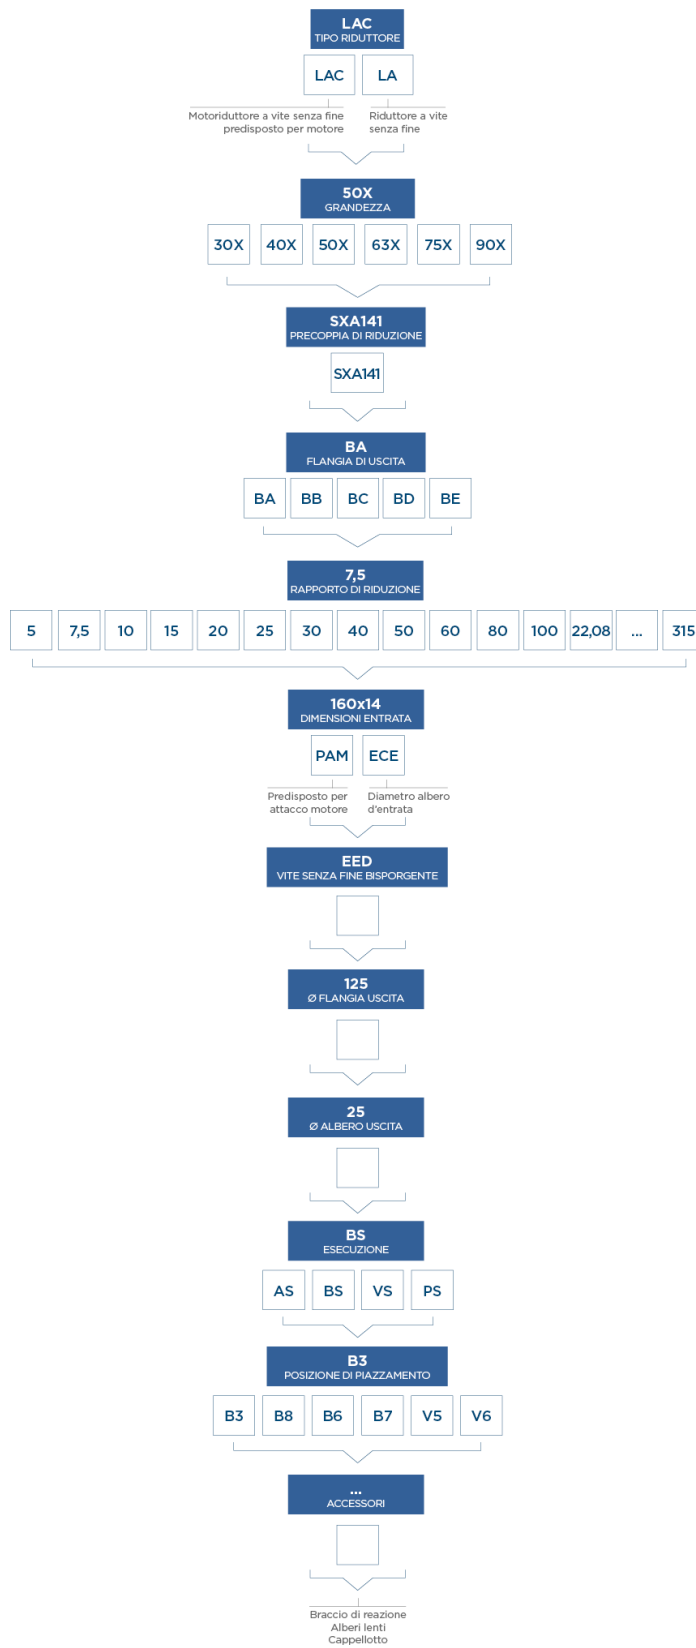 LAC
TIPO RIDUTTORE
LAC LA
Motoriduttore a vite senza fine
predisposto per motore
Riduttore a vite
senza fine
50X
GRANDEZZA
30X 40X 50X 63X 75X 90X
SXA141
PRECOPPIA DI RIDUZIONE
SXA141
BA
FLANGIA DI USCITA
BA BB BC BD BE
7,5
RAPPORTO DI RIDUZIONE
5 7,5 10 15 20 25 30 40 50 60 80 100 22,08 ... 315
160x14
DIMENSIONI ENTRATA
PAM ECE
Predisposto per
attacco motore
Diametro albero
d'entrata
EED
VITE SENZA FINE BISPORGENTE
125
Ø FLANGIA USCITA
25
Ø ALBERO USCITA
BS
ESECUZIONE
AS BS VS PS
B3
POSIZIONE DI PIAZZAMENTO
B3 B8 B6 B7 V5 V6
...
ACCESSORI
Braccio di reazione
Alberi lenti
Cappellotto